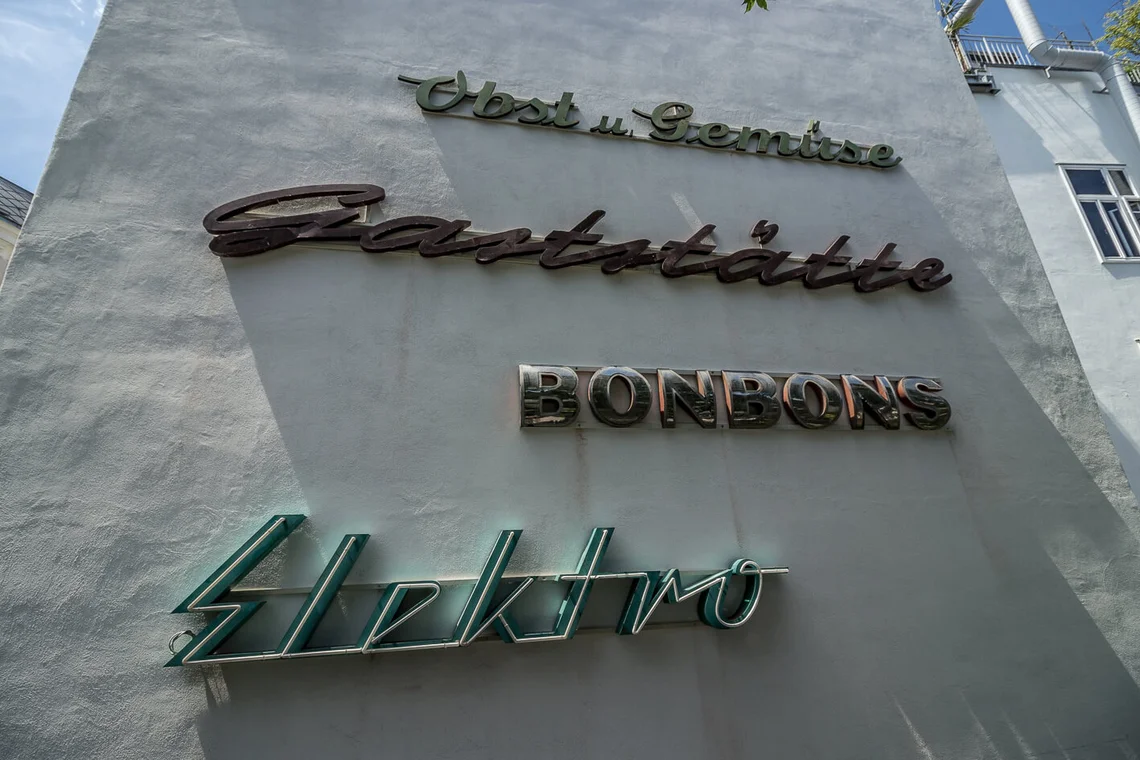 Obst u. Gemüse
Gaststätte
BONBONS
Elektro